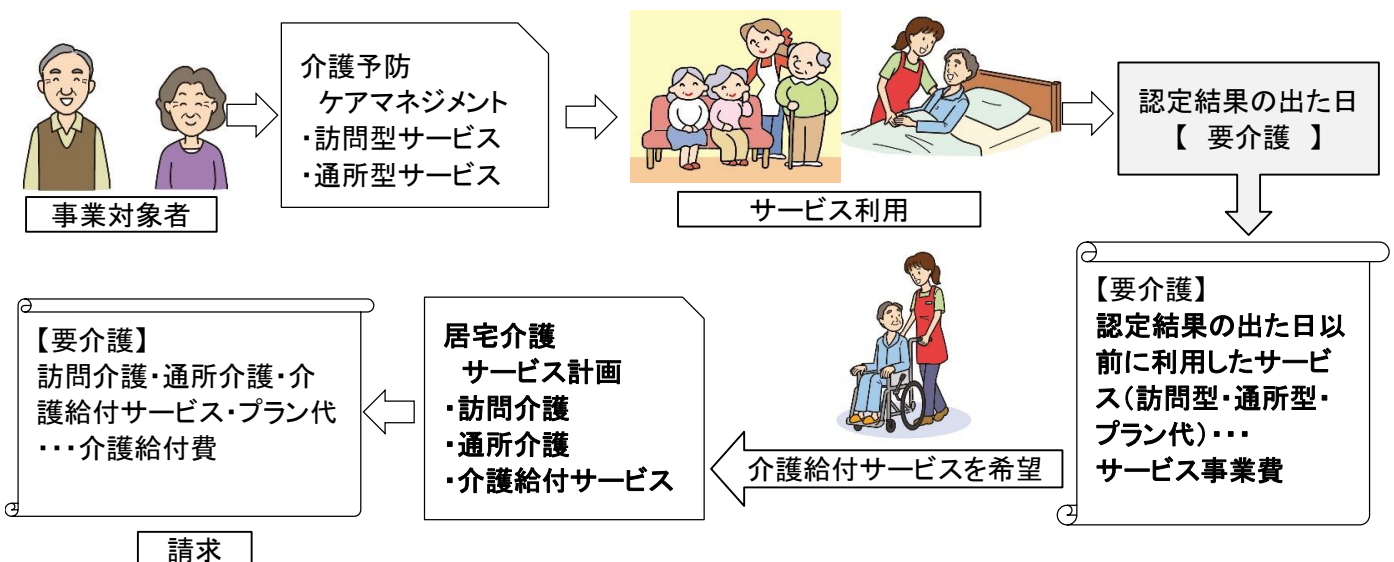 事業対象者
介護予防
ケアマネジメント
・訪問型サービス
・通所型サービス
サービス利用
認定結果の出た日
【 要介護 】
【要介護】
認定結果の出た日以
前に利用したサービ
ス(訪問型・通所型・
プラン代)・・・
サービス事業費
介護給付サービスを希望
居宅介護
サービス計画
・訪問介護
・通所介護
・介護給付サービス
【要介護】
訪問介護・通所介護・介
護給付サービス・プラン代
・・・介護給付費
請求